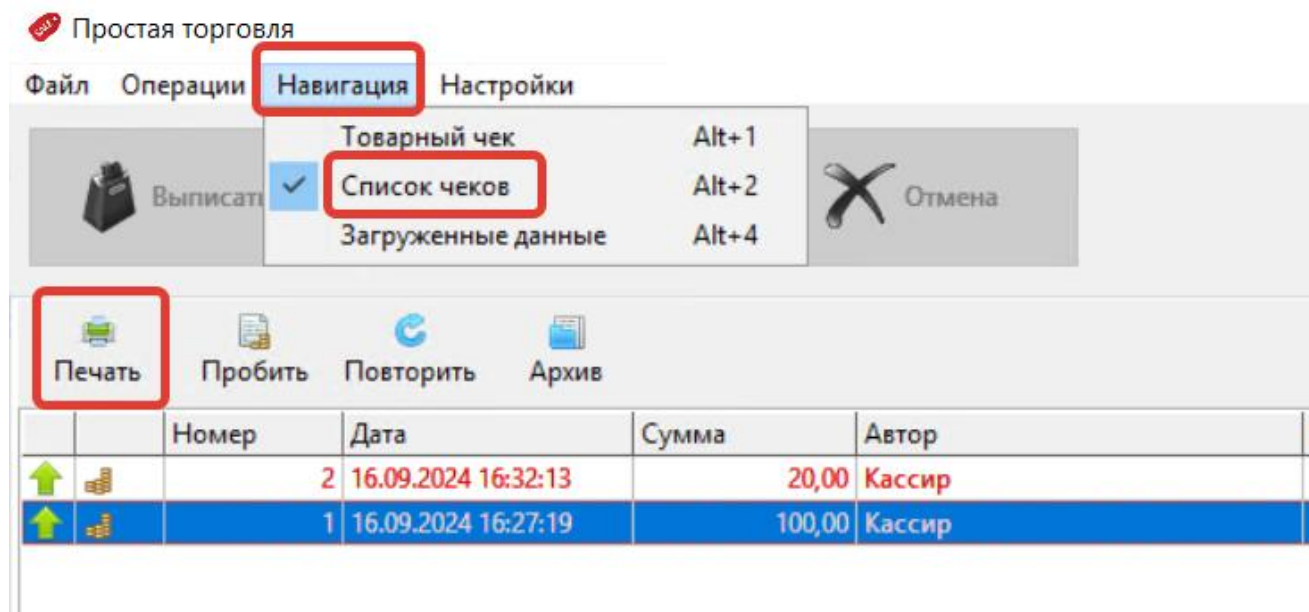 Простая торговля
Файл Операции Навигация Настройки
Товарный чек Alt+1
Выписать Список чеков Alt+2 Отмена
Загруженные данные Alt+4
Печать Пробить Повторить Архив
Номер Дата Сумма Автор
2 16.09.2024 16:32:13 20,00 Кассир
1 16.09.2024 16:27:19 100,00 Кассир